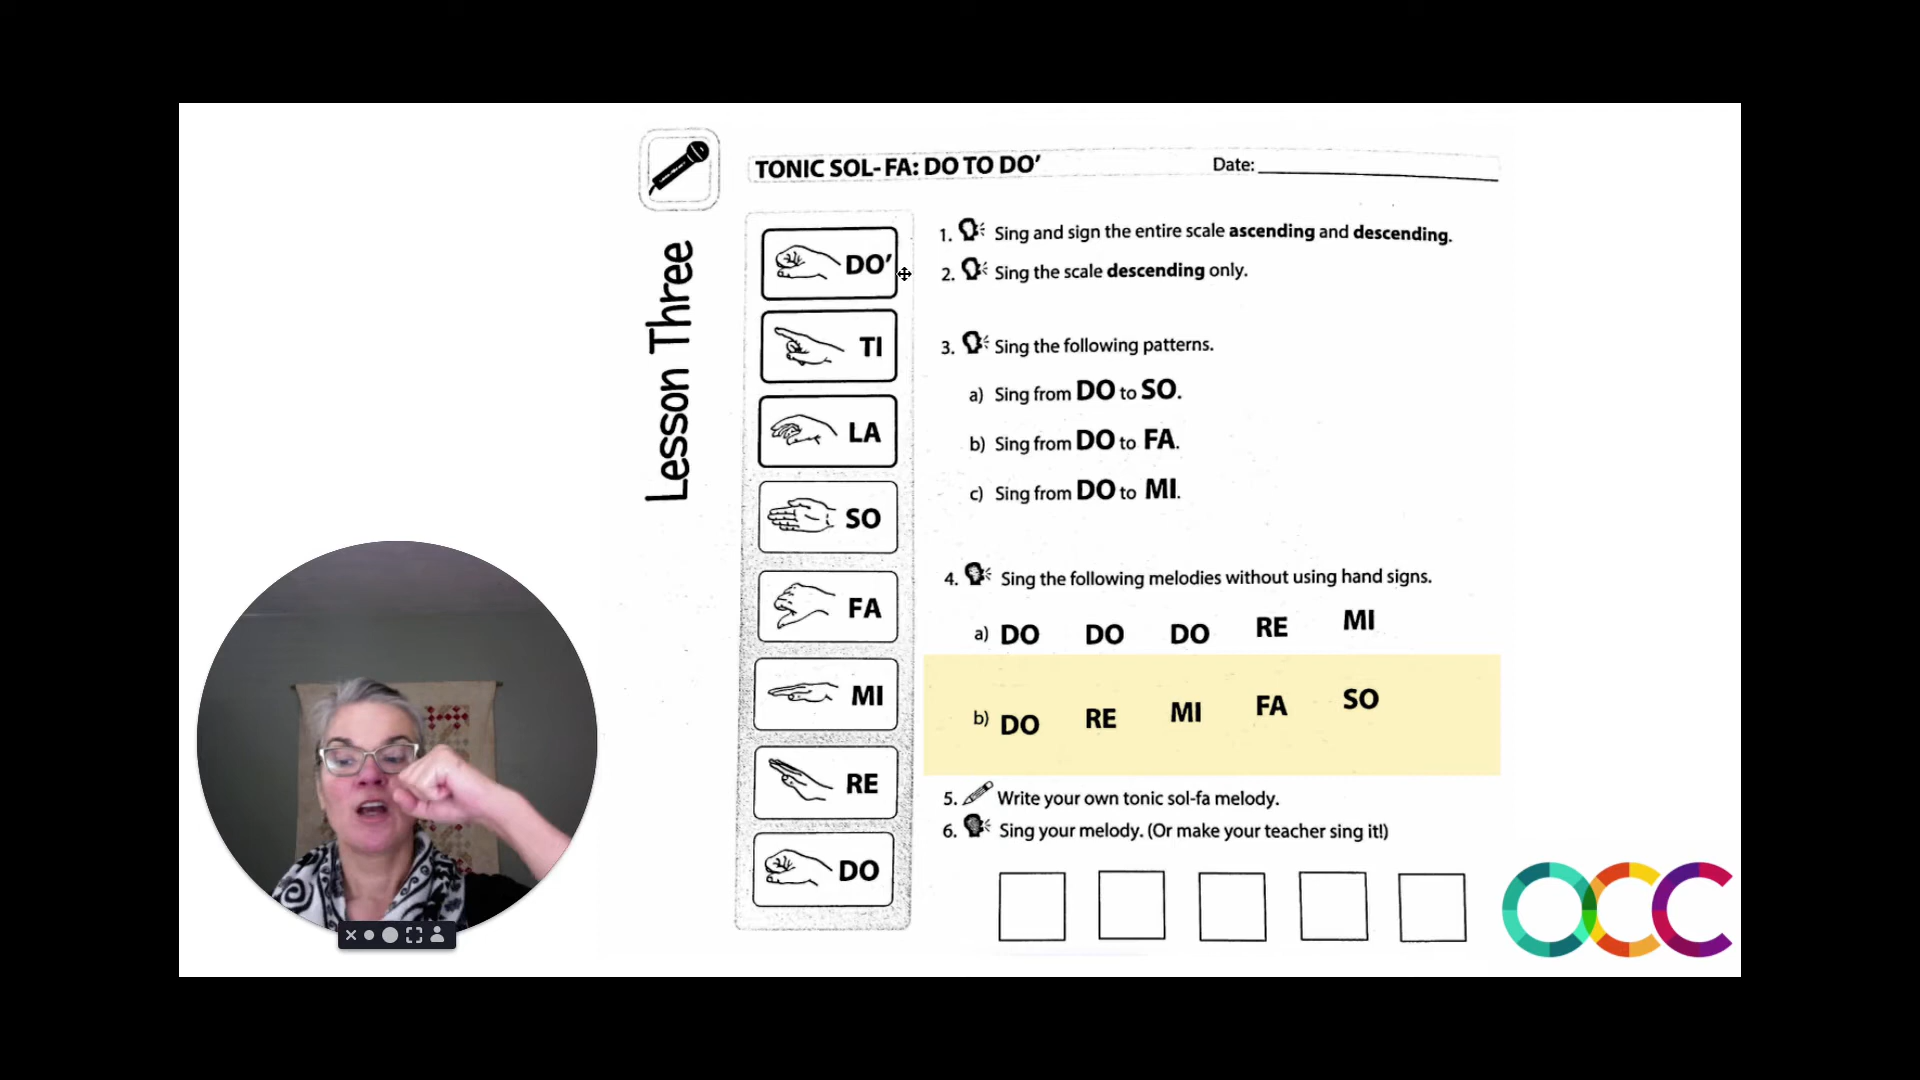 TONIC SOL-FA: DO TO DO’
Date:
Lesson Three
DO’
TI
LA
SO
FA
MI
RE
DO
1. Sing and sign the entire scale ascending and descending.
2. Sing the scale descending only.
3. Sing the following patterns.
a) Sing from DO to SO.
b) Sing from DO to FA.
c) Sing from DO to MI.
4. Sing the following melodies without using hand signs.
a) DO DO DO RE MI
b) DO RE MI FA SO
5. Write your own tonic sol-fa melody.
6. Sing your melody. (Or make your teacher sing it!)
OCC